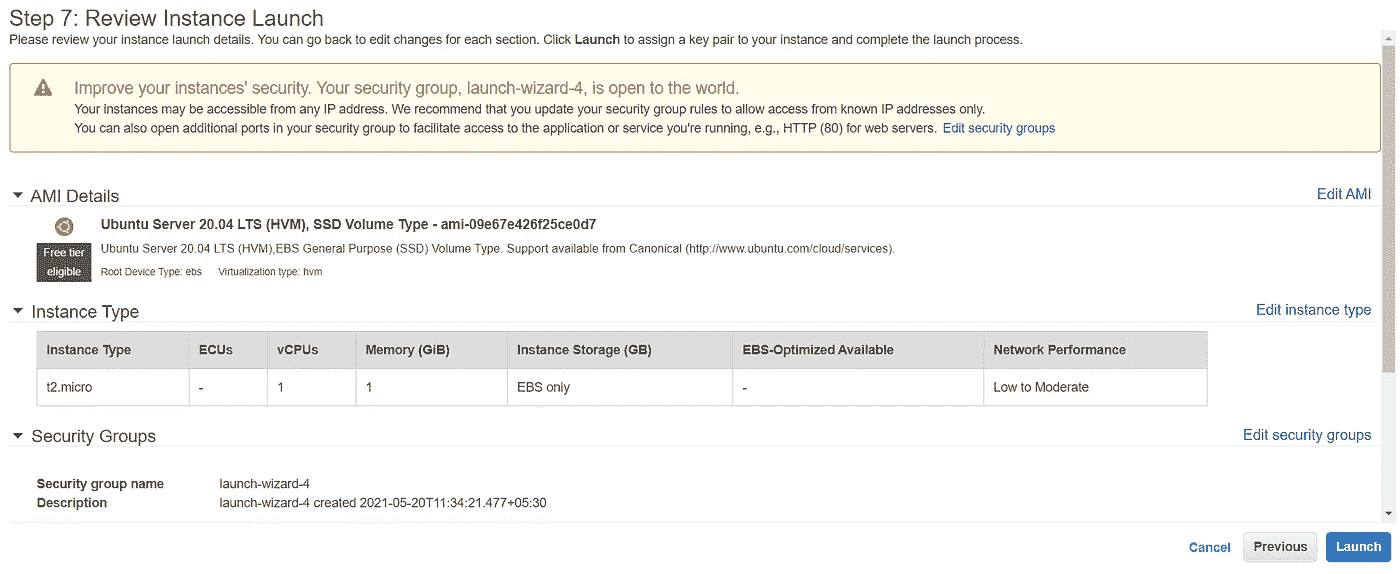 Step 7: Review Instance Launch
Please review your instance launch details. You can go back to edit changes for each section. Click Launch to assign a key pair to your instance and complete the launch process.
Improve your instances' security. Your security group, launch-wizard-4, is open to the world.
Your instances may be accessible from any IP address. We recommend that you update your security group rules to allow access from known IP addresses only.
You can also open additional ports in your security group to facilitate access to the application or service you're running, e.g., HTTP (80) for web servers. Edit security groups
AMI Details Edit AMI
Ubuntu Server 20.04 LTS (HVM), SSD Volume Type - ami-09e67e426f25ce0d7
Free tier eligible
Ubuntu Server 20.04 LTS (HVM),EBS General Purpose (SSD) Volume Type. Support available from Canonical (http://www.ubuntu.com/cloud/services).
Root Device Type: ebs Virtualization type: hvm
Instance Type Edit instance type
Instance Type ECUs vCPUs Memory (GiB) Instance Storage (GB) EBS-Optimized Available Network Performance
t2.micro - 1 1 EBS only - Low to Moderate
Security Groups Edit security groups
Security group name launch-wizard-4
Description launch-wizard-4 created 2021-05-20T11:34:21.477+05:30
Cancel Previous Launch